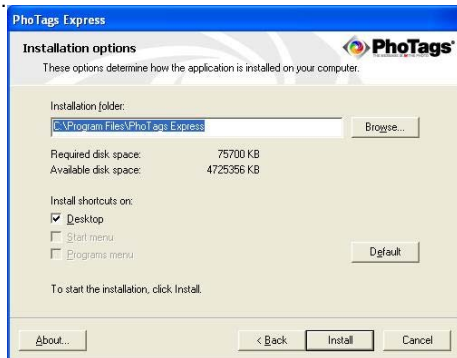 .
PhoTags Express
Installation options
These options determine how the application is installed on your computer.
PhoTags
Installation folder:
C:\Program Files\PhoTags Express
Browse...
Required disk space: 75700 KB
Available disk space: 4725356 KB
Install shortcuts on:
Desktop
Start menu
Programs menu
Default
To start the installation, click Install.
About...
< Back
Install
Cancel